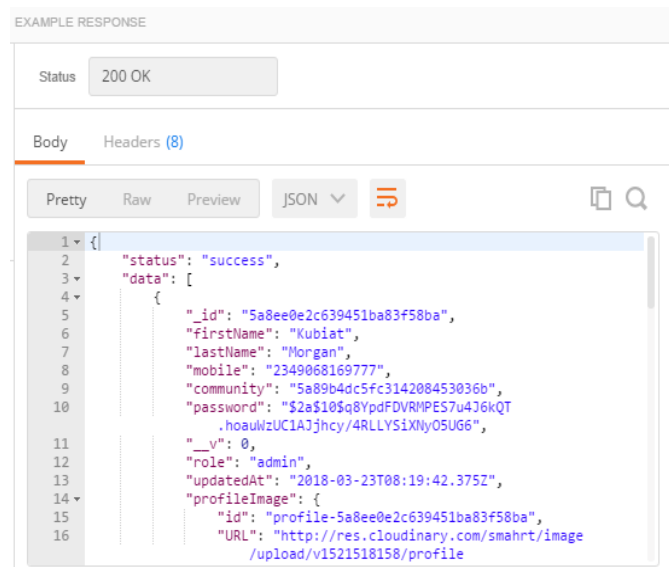 EXAMPLE RESPONSE
Status 200 OK
Body Headers (8)
Pretty Raw Preview JSON
1 {
2 "status": "success",
3 "data": [
4 {
5 "_id": "5a8ee0e2c639451ba83f58ba",
6 "firstName": "Kubiat",
7 "lastName": "Morgan",
8 "mobile": "2349068169777",
9 "community": "5a89b4dc5fc314208453036b",
10 "password": "$2a$10$q8YpdFDVRMPES7u4J6kQT
.hoauWzUC1AJjhcy/4RLLYSiXNyO5UG6",
11 "__v": 0,
12 "role": "admin",
13 "updatedAt": "2018-03-23T08:19:42.375Z",
14 "profileImage": {
15 "id": "profile-5a8ee0e2c639451ba83f58ba",
16 "URL": "http://res.cloudinary.com/smahrt/image
/upload/v1521518158/profile